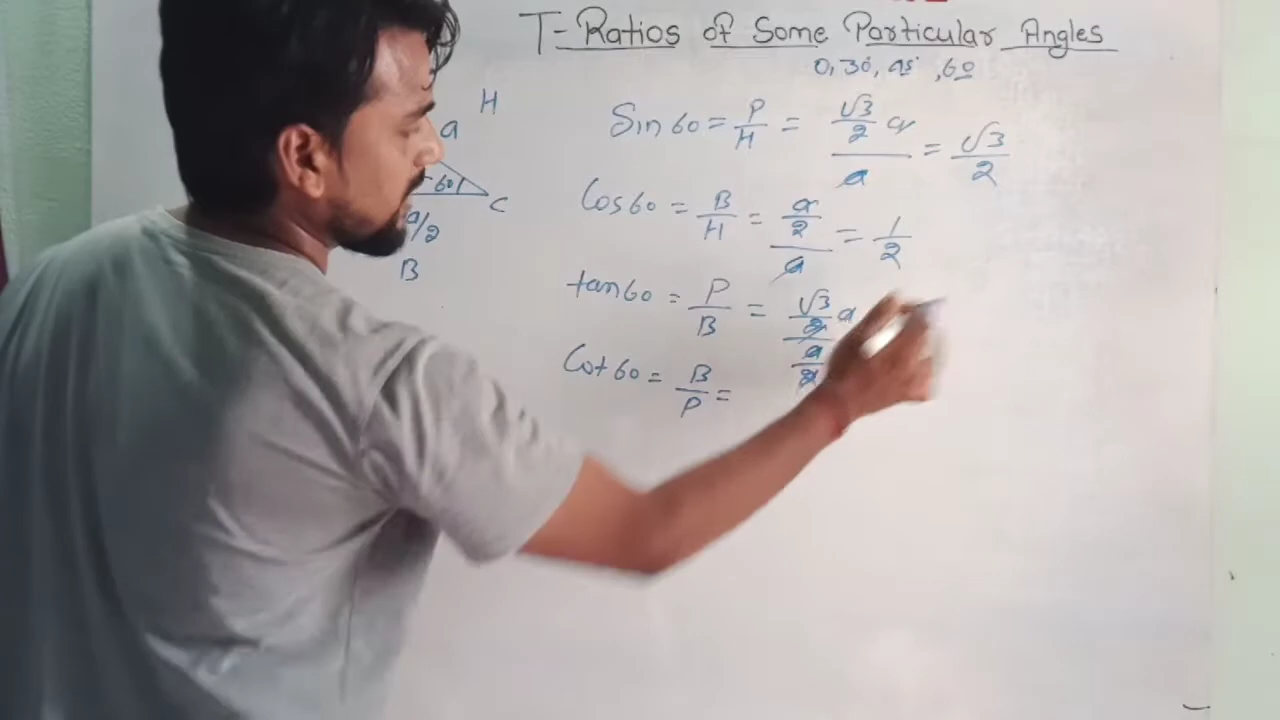 T-Ratios of Some Particular Angles
0, 30, 45, 60
H
a
60
C
a/2
B
Sin 60 = P/H = (√3/2 a)/a = √3/2
Cos 60 = B/H = (a/2)/a = 1/2
tan 60 = P/B = (√3/2 a)/(a/2)
Cot 60 = B/P =